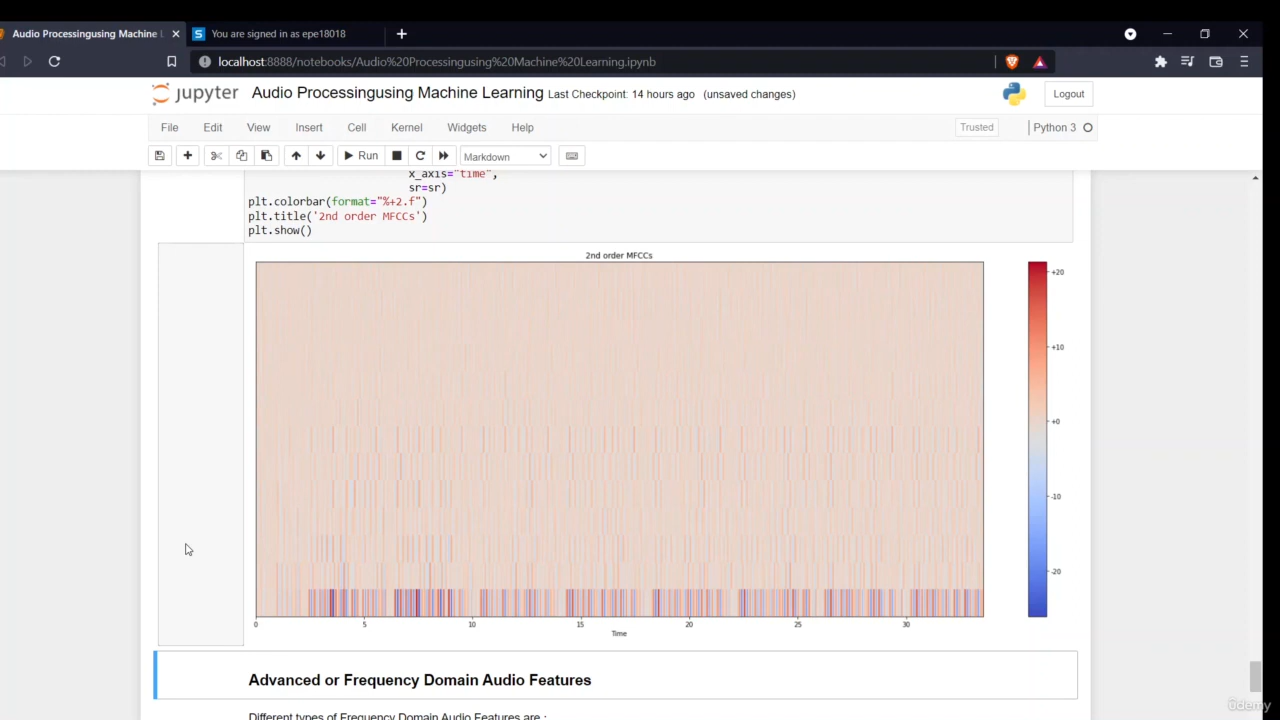 Audio Processingusing Machine L
You are signed in as epe18018
localhost:8888/notebooks/Audio%20Processingusing%20Machine%20Learning.ipynb
jupyter Audio Processingusing Machine Learning Last Checkpoint: 14 hours ago (unsaved changes)
Logout
File Edit View Insert Cell Kernel Widgets Help
Trusted
Python 3
Run
Markdown
x_axis="time",
sr=sr)
plt.colorbar(format="%+2.f")
plt.title('2nd order MFCCs')
plt.show()
2nd order MFCCs
+20
+10
+0
-10
-20
0 5 10 15 20 25 30
Time
Advanced or Frequency Domain Audio Features
Different types of Frequency Domain Audio Features are :
ûdemy